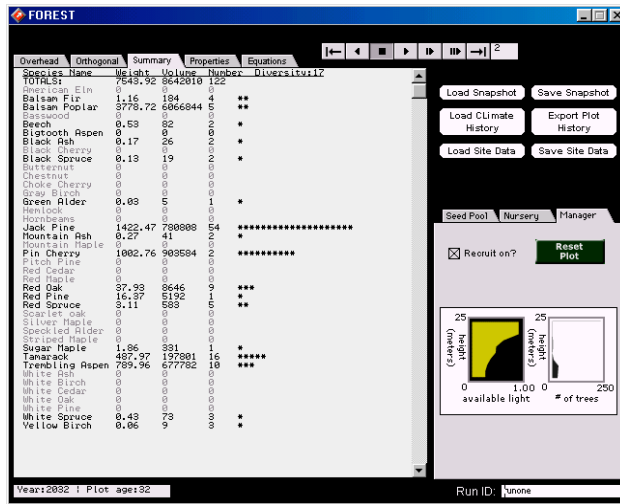 FOREST
2
Overhead Orthogonal Summary Properties Equations
Species Name Weight Volume Number Diversity:17
TOTALS: 7543.92 8642010 122
American Elm 0 0 0
Balsam Fir 1.16 184 4 **
Balsam Poplar 3778.72 6066844 5 **
Basswood 0 0 0
Beech 0.53 82 2 *
Bigtooth Aspen 0 0 0
Black Ash 0.17 26 2 *
Black Cherry 0 0 0
Black Spruce 0.13 19 2 *
Butternut 0 0 0
Chestnut 0 0 0
Choke Cherry 0 0 0
Gray Birch 0 0 0
Green Alder 0.03 5 1 *
Hemlock 0 0 0
Hornbeams 0 0 0
Jack Pine 1422.47 780808 54 ********************
Mountain Ash 0.27 41 2 *
Mountain Maple 0 0 0
Pin Cherry 1002.76 903584 2 **********
Pitch Pine 0 0 0
Red Cedar 0 0 0
Red Maple 0 0 0
Red Oak 37.93 8646 9 ***
Red Pine 16.37 5192 1 *
Red Spruce 3.11 583 5 **
Scarlet oak 0 0 0
Silver Maple 0 0 0
Speckled Alder 0 0 0
Striped Maple 0 0 0
Sugar Maple 1.86 331 1 *
Tamarack 487.97 197801 16 *****
Trembling Aspen 789.96 677782 10 ***
White Ash 0 0 0
White Birch 0 0 0
White Cedar 0 0 0
White Oak 0 0 0
White Pine 0 0 0
White Spruce 0.43 73 3 *
Yellow Birch 0.06 9 3 *
Load Snapshot Save Snapshot
Load CLimate History
Export Plot History
Load Site Data Save Site Data
Seed Pool Nursery Manager
Recruit on?
Reset Plot
25
height (meters)
0 1.00
available light
25
height (meters)
0 250
# of trees
Year:2032 | Plot age:32
Run ID: unone